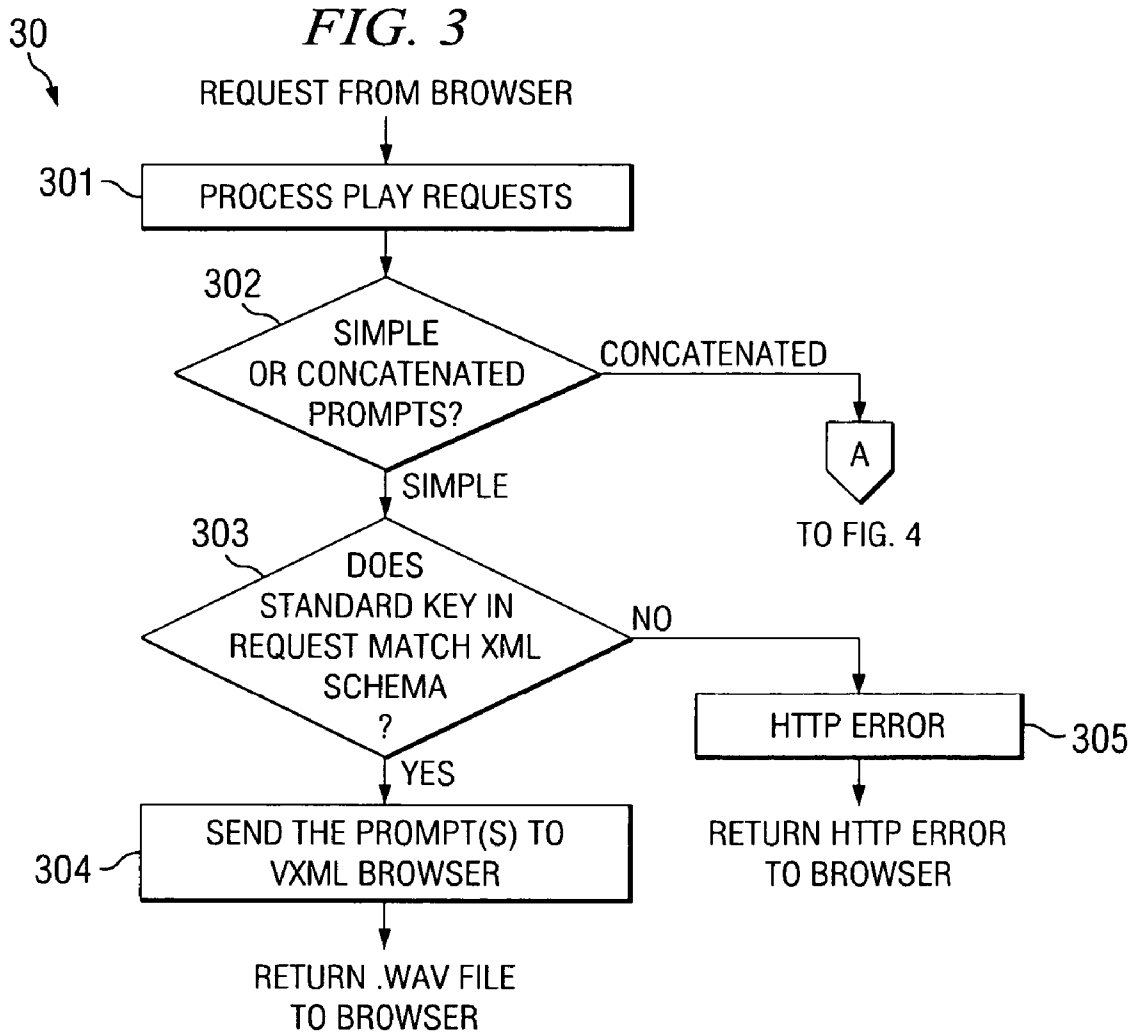 30
FIG. 3
REQUEST FROM BROWSER
301
PROCESS PLAY REQUESTS
302
SIMPLE
OR CONCATENATED
PROMPTS?
CONCATENATED
A
TO FIG. 4
SIMPLE
303
DOES
STANDARD KEY IN
REQUEST MATCH XML
SCHEMA
?
NO
HTTP ERROR
305
RETURN HTTP ERROR
TO BROWSER
YES
304
SEND THE PROMPT(S) TO
VXML BROWSER
RETURN .WAV FILE
TO BROWSER